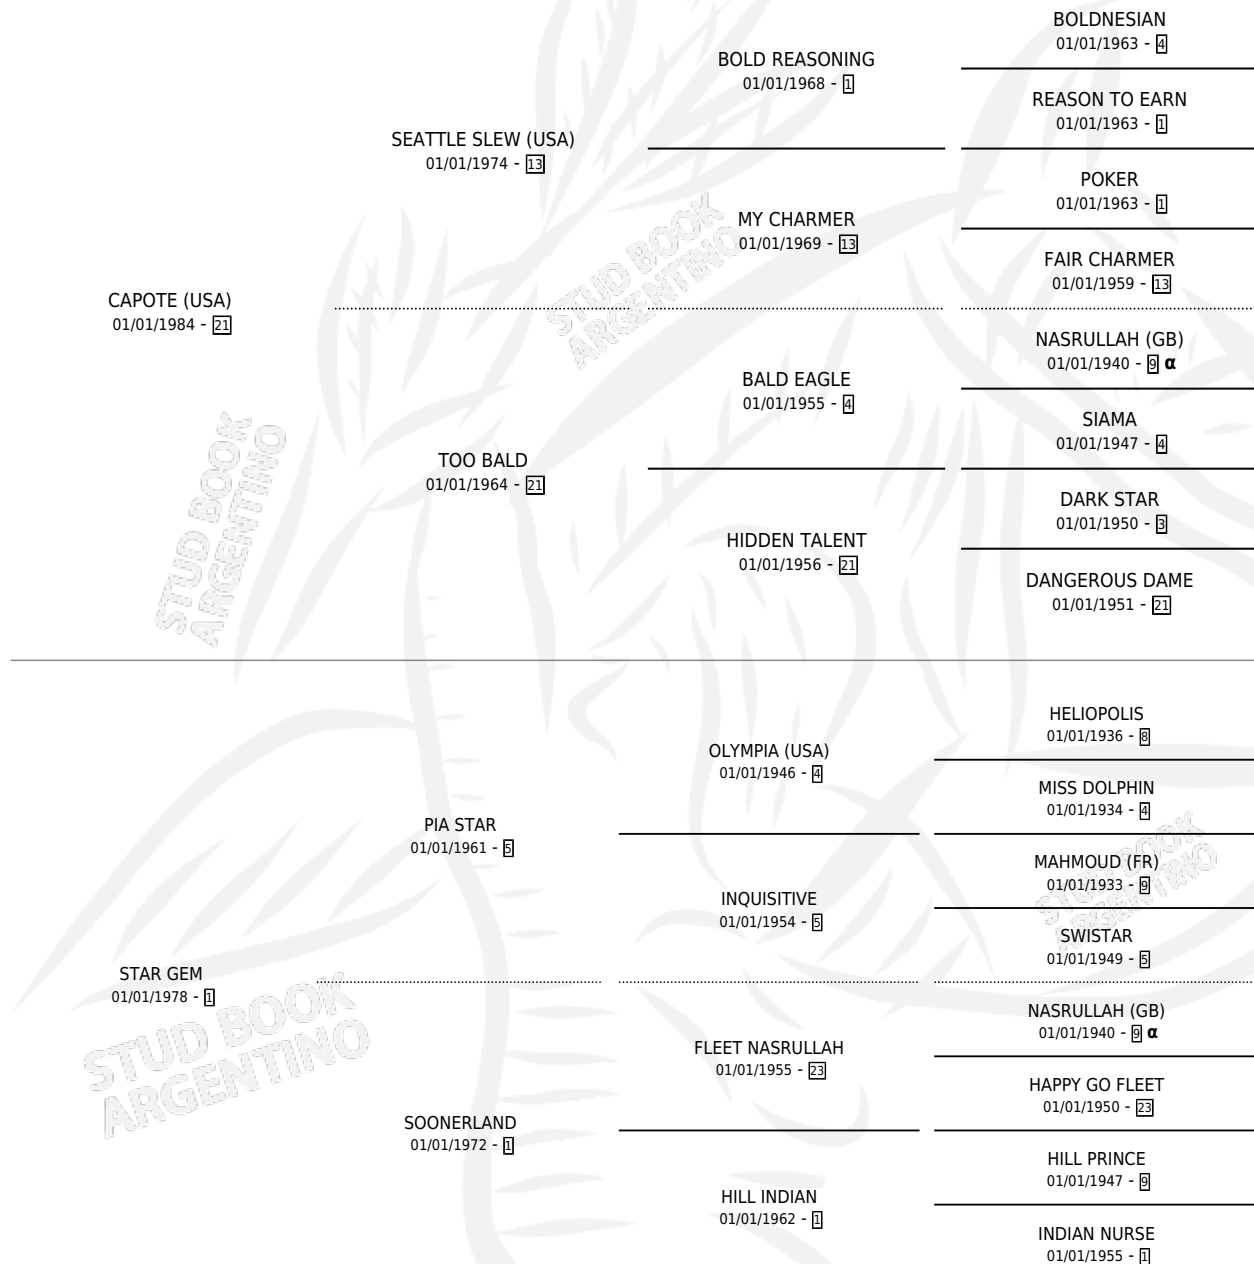 BOLDNESIAN
01/01/1963 - 4
BOLD REASONING
01/01/1968 - 1
REASON TO EARN
01/01/1963 - 1
SEATTLE SLEW (USA)
01/01/1974 - 13
POKER
01/01/1963 - 1
MY CHARMER
01/01/1969 - 13
FAIR CHARMER
01/01/1959 - 13
CAPOTE (USA)
01/01/1984 - 21
NASRULLAH (GB)
01/01/1940 - 9 α
BALD EAGLE
01/01/1955 - 4
SIAMA
01/01/1947 - 4
TOO BALD
01/01/1964 - 21
DARK STAR
01/01/1950 - 3
HIDDEN TALENT
01/01/1956 - 21
DANGEROUS DAME
01/01/1951 - 21
HELIOPOLIS
01/01/1936 - 8
OLYMPIA (USA)
01/01/1946 - 4
MISS DOLPHIN
01/01/1934 - 4
PIA STAR
01/01/1961 - 5
MAHMOUD (FR)
01/01/1933 - 9
INQUISITIVE
01/01/1954 - 5
SWISTAR
01/01/1949 - 5
STAR GEM
01/01/1978 - 1
NASRULLAH (GB)
01/01/1940 - 9 α
FLEET NASRULLAH
01/01/1955 - 23
HAPPY GO FLEET
01/01/1950 - 23
SOONERLAND
01/01/1972 - 1
HILL PRINCE
01/01/1947 - 9
HILL INDIAN
01/01/1962 - 1
INDIAN NURSE
01/01/1955 - 1
STUD BOOK
ARGENTINO
STUD BOOK
ARGENTINO
STUD BOOK
ARGENTINO
STUD BOOK
ARGENTINO